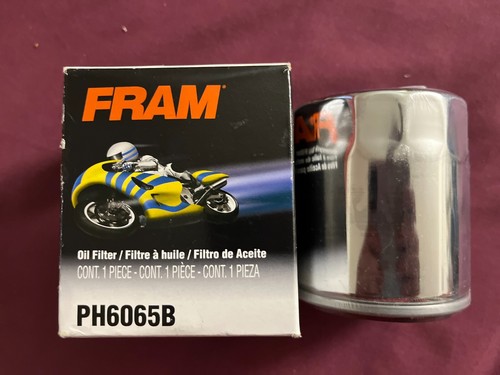 FRAM®
Oil Filter / Filtre à huile / Filtro de Aceite
CONT. 1 PIECE - CONT. 1 PIÈCE - CONT. 1 PIEZA
PH6065B